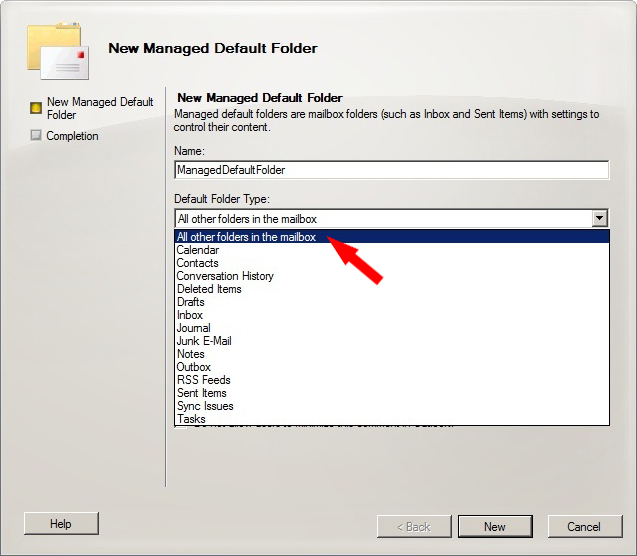 New Managed Default Folder
New Managed Default
Folder
Completion
New Managed Default Folder
Managed default folders are mailbox folders (such as Inbox and Sent Items) with settings to
control their content.
Name:
ManagedDefaultFolder
Default Folder Type:
All other folders in the mailbox
All other folders in the mailbox
Calendar
Contacts
Conversation History
Deleted Items
Drafts
Inbox
Journal
Junk E-Mail
Notes
Outbox
RSS Feeds
Sent Items
Sync Issues
Tasks
Help
< Back
New
Cancel